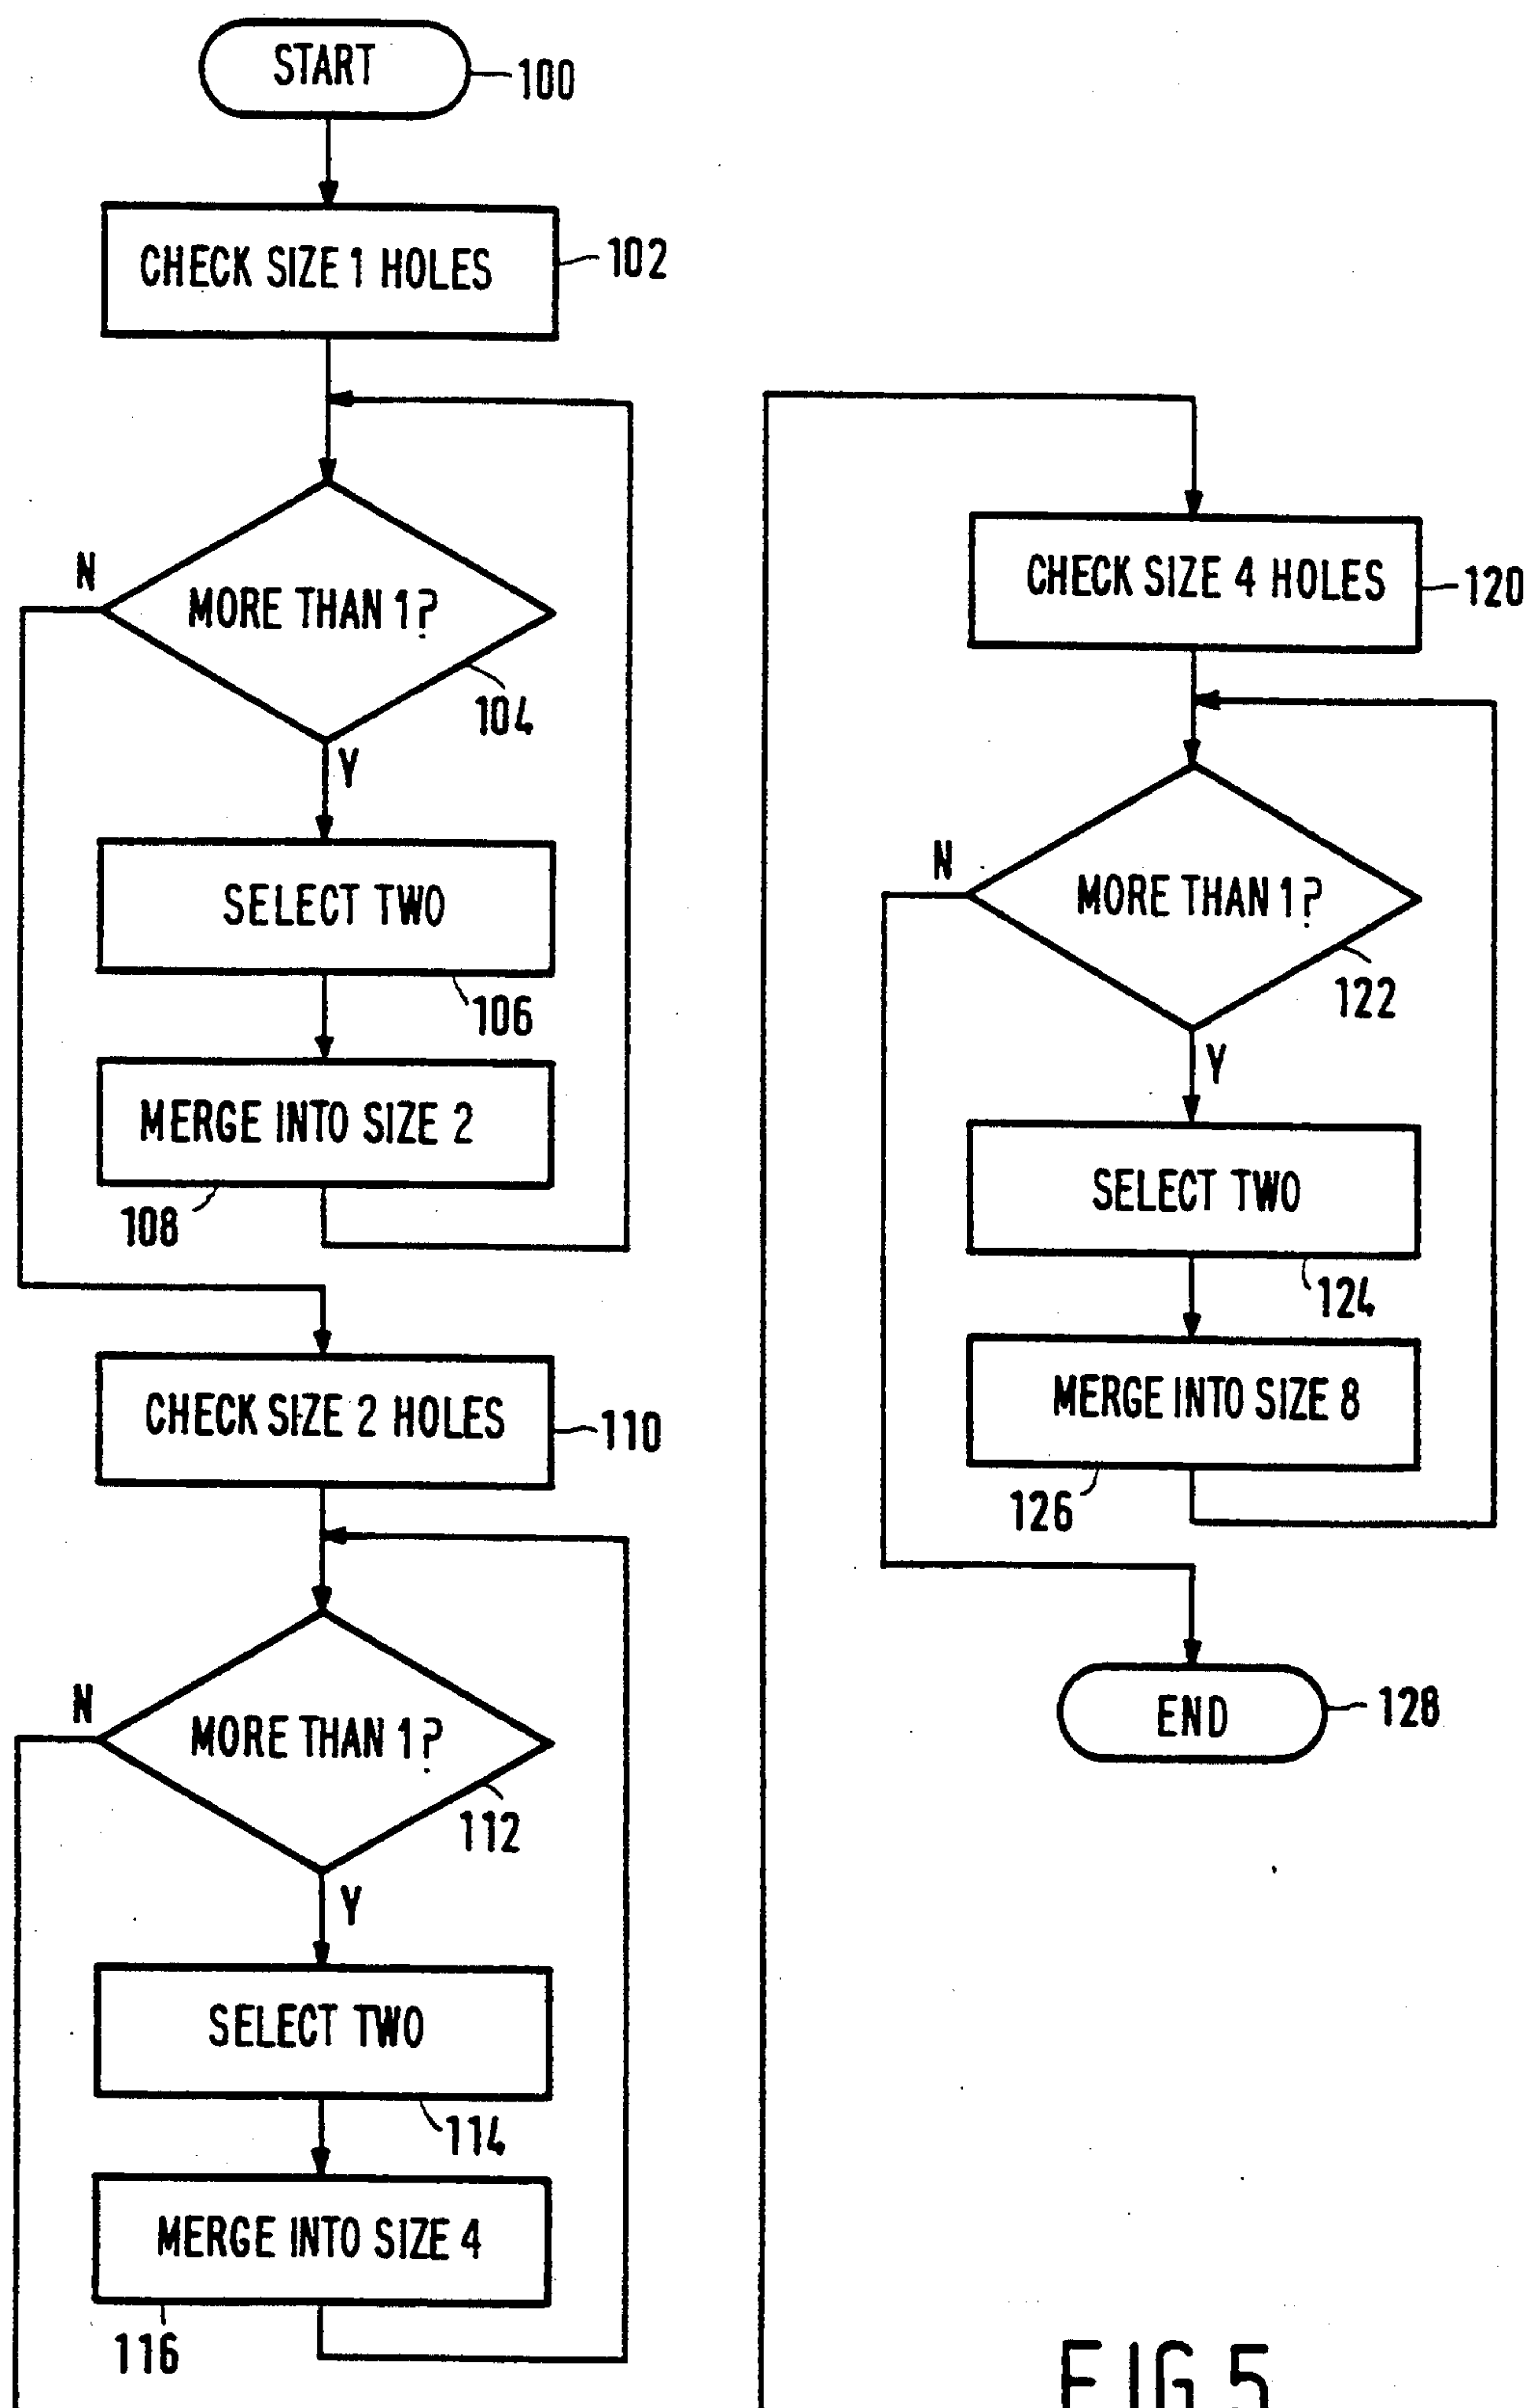 START
100
CHECK SIZE 1 HOLES
102
N
MORE THAN 1?
104
Y
SELECT TWO
106
MERGE INTO SIZE 2
108
CHECK SIZE 2 HOLES
110
N
MORE THAN 1?
112
Y
SELECT TWO
114
MERGE INTO SIZE 4
116
CHECK SIZE 4 HOLES
120
N
MORE THAN 1?
122
Y
SELECT TWO
124
MERGE INTO SIZE 8
126
END
128
FIG.5